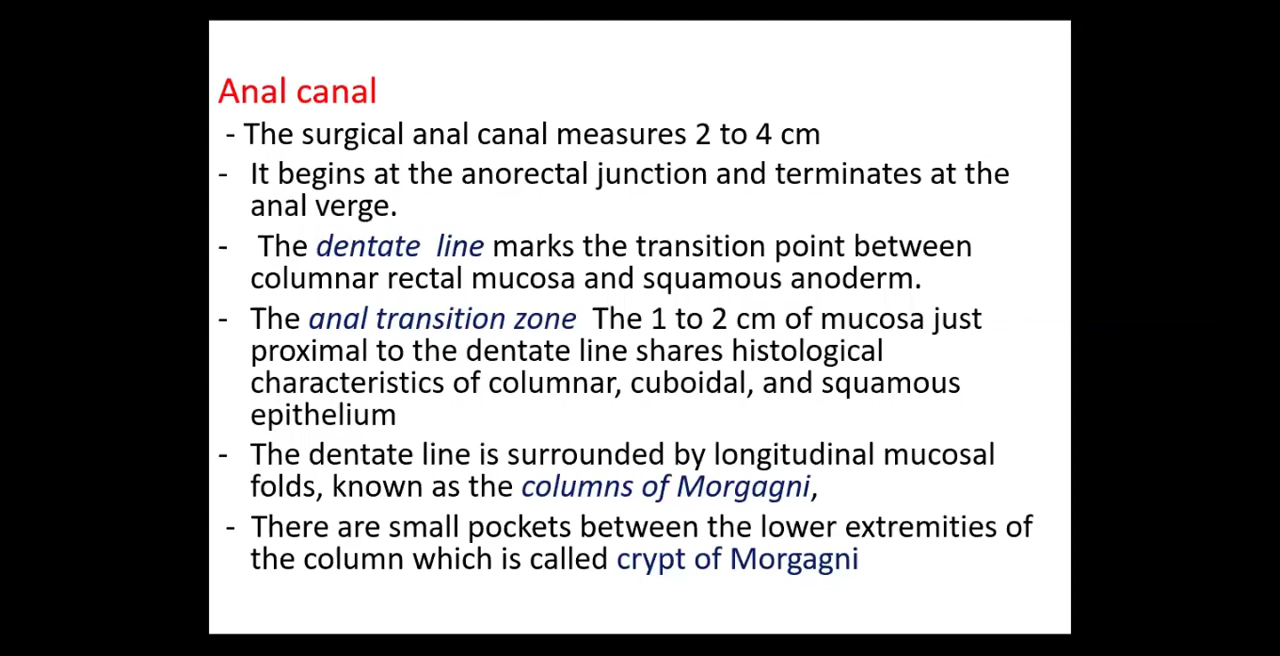 Anal canal
- The surgical anal canal measures 2 to 4 cm
- It begins at the anorectal junction and terminates at the
anal verge.
- The dentate line marks the transition point between
columnar rectal mucosa and squamous anoderm.
- The anal transition zone The 1 to 2 cm of mucosa just
proximal to the dentate line shares histological
characteristics of columnar, cuboidal, and squamous
epithelium
- The dentate line is surrounded by longitudinal mucosal
folds, known as the columns of Morgagni,
- There are small pockets between the lower extremities of
the column which is called crypt of Morgagni